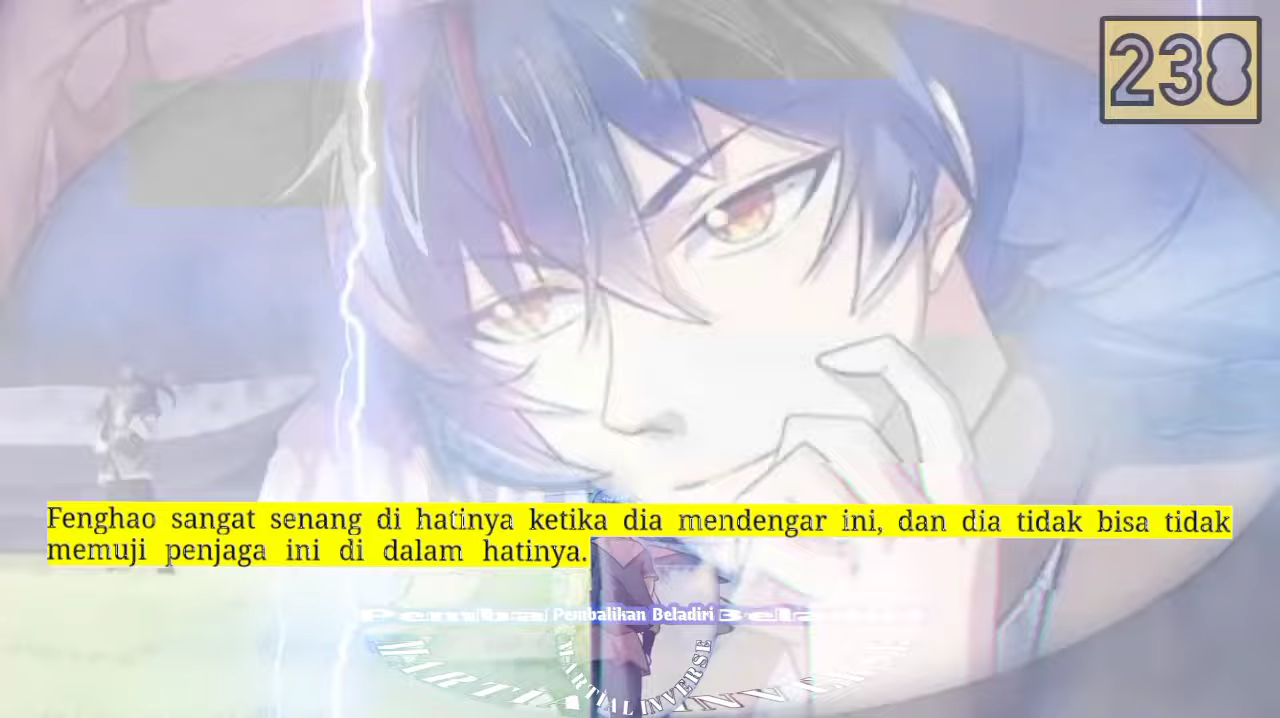 238
Fenghao sangat senang di hatinya ketika dia mendengar ini, dan dia tidak bisa tidak
memuji penjaga ini di dalam hatinya.
Pembalikan Beladiri
MARTIAL INVERSE